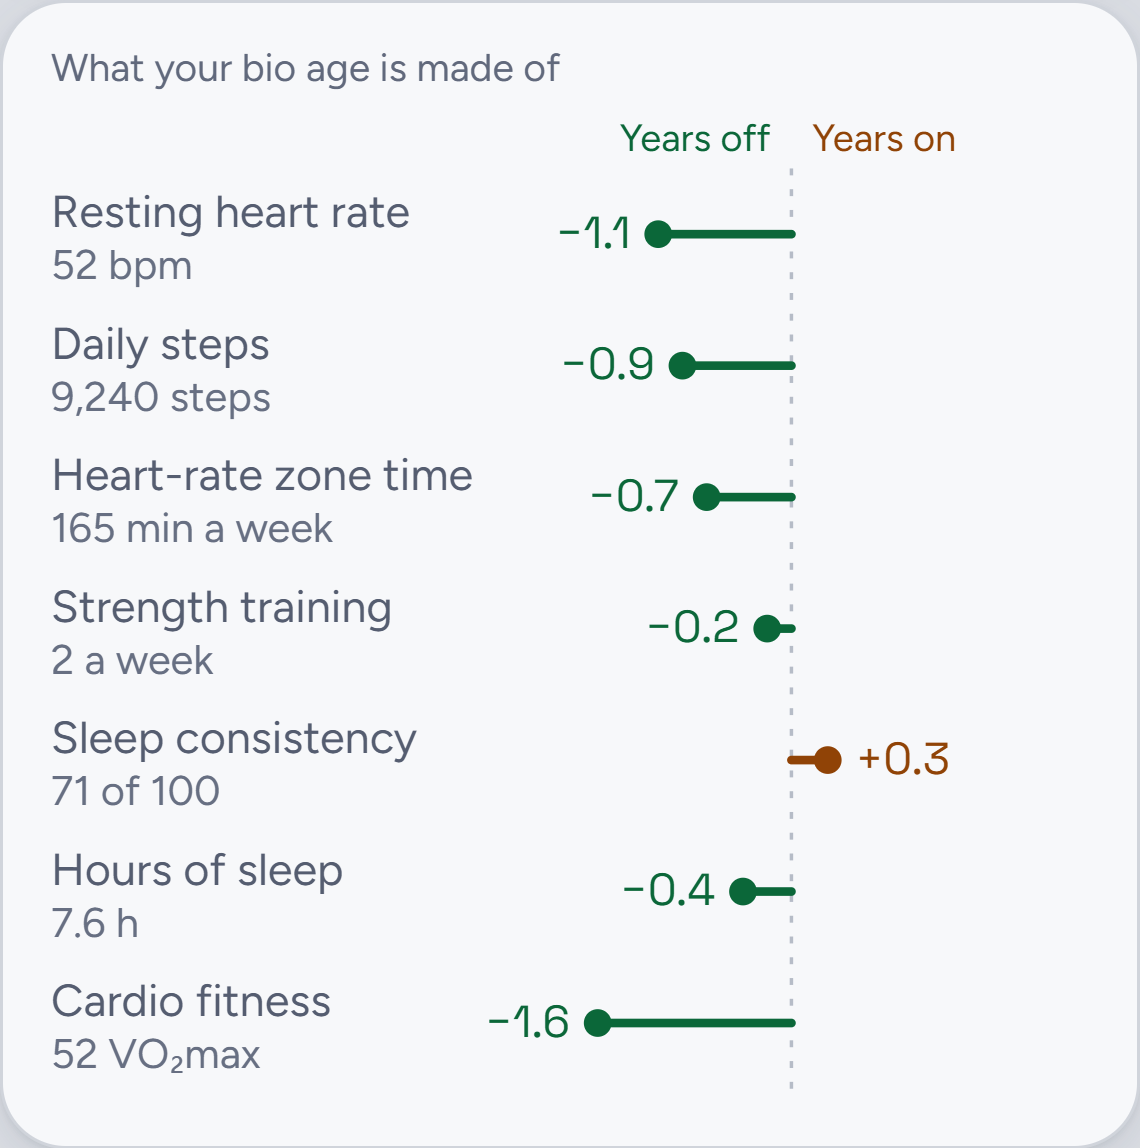 What your bio age is made of
Years off Years on
Resting heart rate
−1.1
52 bpm
Daily steps
−0.9
9,240 steps
Heart-rate zone time
−0.7
165 min a week
Strength training
−0.2
2 a week
Sleep consistency
+0.3
71 of 100
Hours of sleep
−0.4
7.6 h
Cardio fitness
−1.6
52 VO₂max